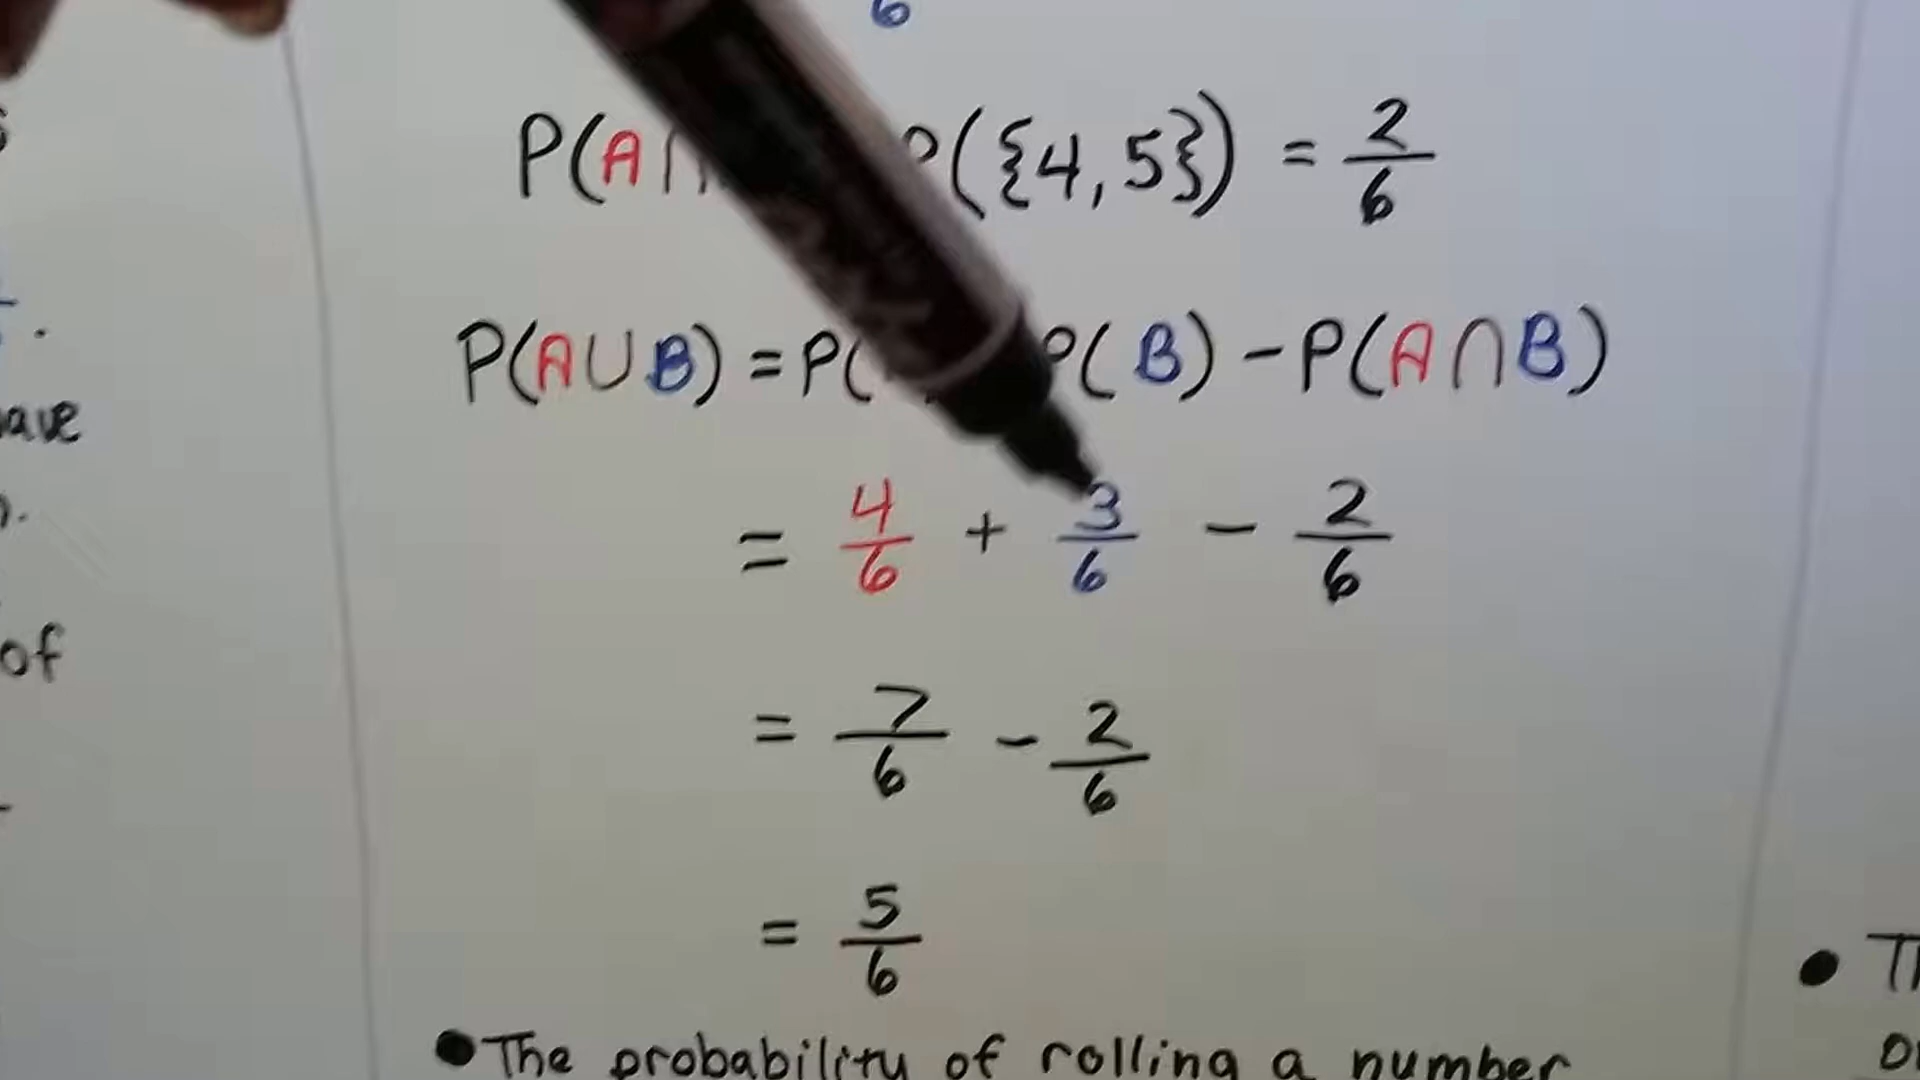 6
P(A∩ P({4,5}) = 2/6
.
P(A∪B) = P( P(B) - P(A∩B)
ave
= 4/6 + 3/6 - 2/6
of
= 7/6 - 2/6
= 5/6
• The probability of rolling a number
•